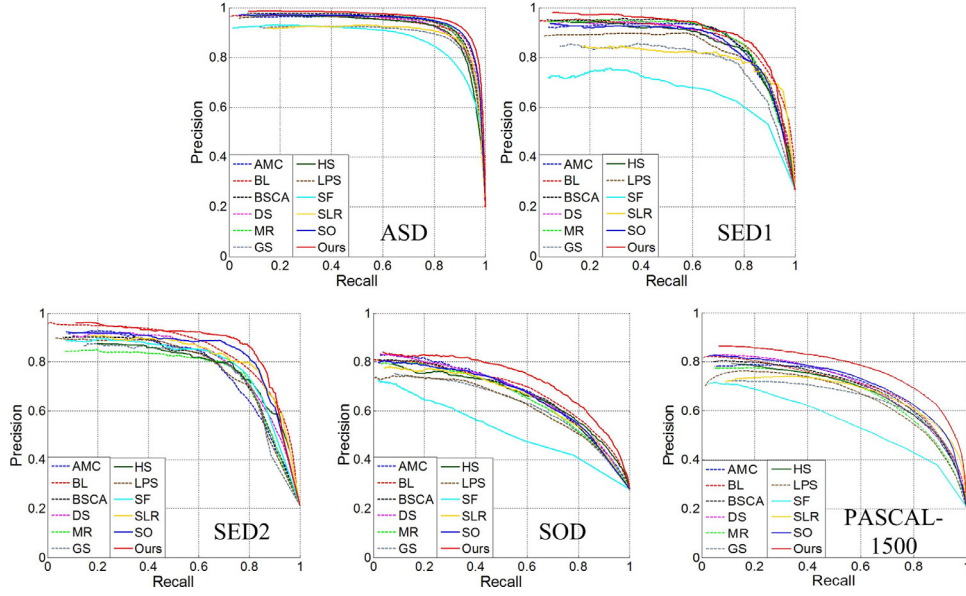 Precision
1
0.8
0.6
0.4
0.2
0
AMC HS
BL LPS
BSCA SF
DS SLR
MR SO
GS Ours
ASD
0 0.2 0.4 0.6 0.8 1
Recall
Precision
1
0.8
0.6
0.4
0.2
0
AMC HS
BL LPS
BSCA SF
DS SLR
MR SO
GS Ours
SED1
0 0.2 0.4 0.6 0.8 1
Recall
Precision
1
0.8
0.6
0.4
0.2
0
AMC HS
BL LPS
BSCA SF
DS SLR
MR SO
GS Ours
SED2
0 0.2 0.4 0.6 0.8 1
Recall
Precision
1
0.8
0.6
0.4
0.2
0
AMC HS
BL LPS
BSCA SF
DS SLR
MR SO
GS Ours
SOD
0 0.2 0.4 0.6 0.8 1
Recall
Precision
1
0.8
0.6
0.4
0.2
0
AMC HS
BL LPS
BSCA SF
DS SLR
MR SO
GS Ours
PASCAL-
1500
0 0.2 0.4 0.6 0.8 1
Recall